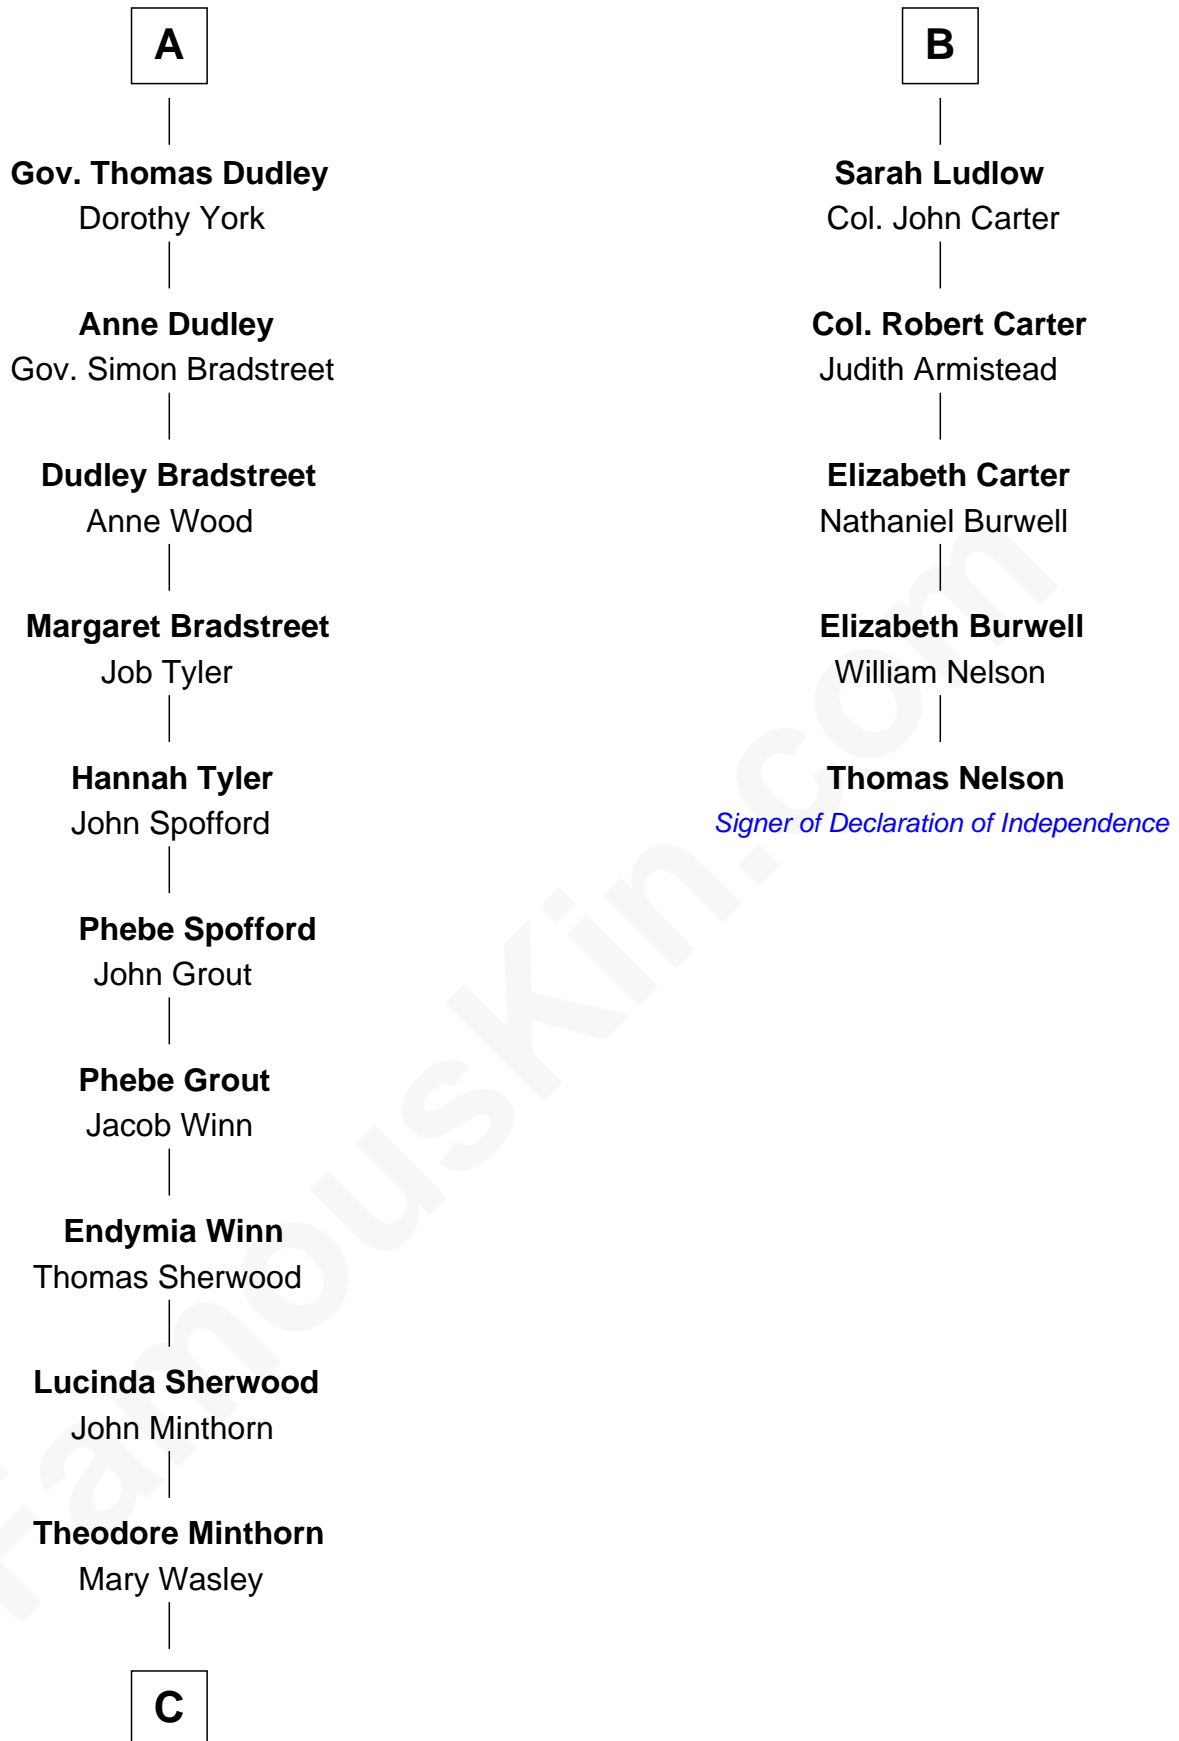 A
Gov. Thomas Dudley
Dorothy York
Anne Dudley
Gov. Simon Bradstreet
Dudley Bradstreet
Anne Wood
Margaret Bradstreet
Job Tyler
Hannah Tyler
John Spofford
Phebe Spofford
John Grout
Phebe Grout
Jacob Winn
Endymia Winn
Thomas Sherwood
Lucinda Sherwood
John Minthorn
Theodore Minthorn
Mary Wasley
C
B
Sarah Ludlow
Col. John Carter
Col. Robert Carter
Judith Armistead
Elizabeth Carter
Nathaniel Burwell
Elizabeth Burwell
William Nelson
Thomas Nelson
Signer of Declaration of Independence
FamousKin.com